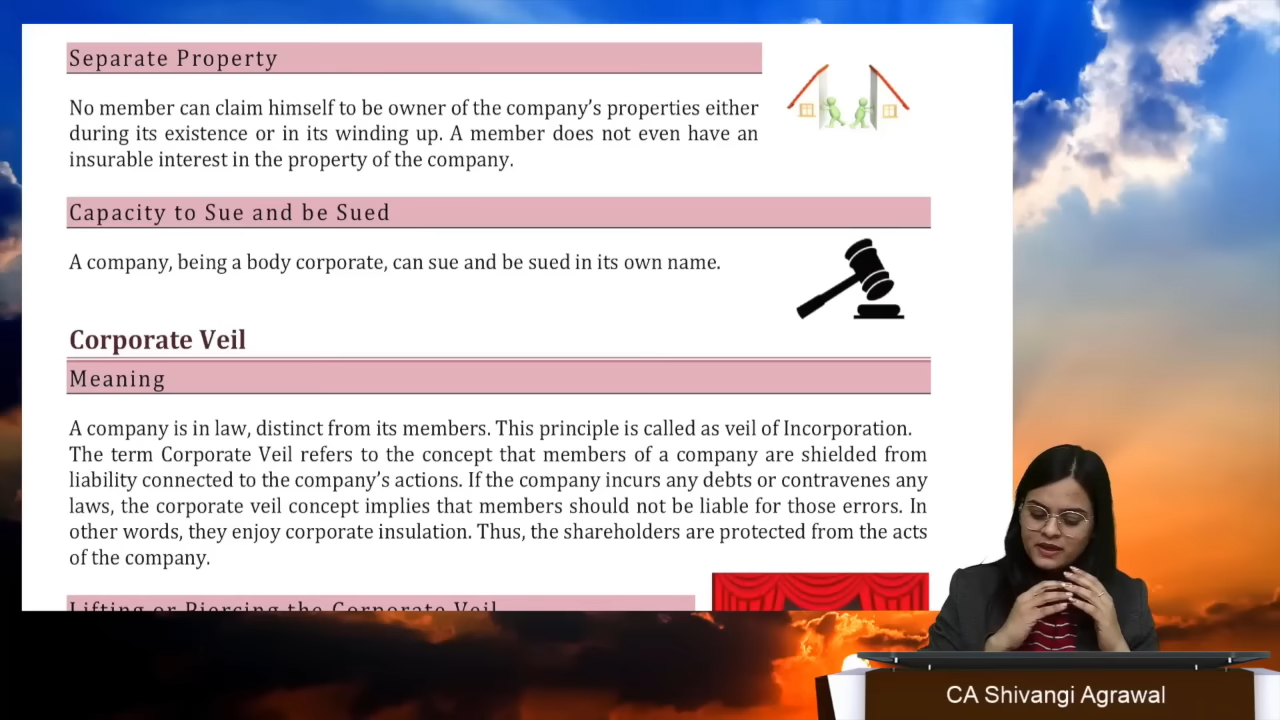 Separate Property
No member can claim himself to be owner of the company’s properties either
during its existence or in its winding up. A member does not even have an
insurable interest in the property of the company.
Capacity to Sue and be Sued
A company, being a body corporate, can sue and be sued in its own name.
Corporate Veil
Meaning
A company is in law, distinct from its members. This principle is called as veil of Incorporation.
The term Corporate Veil refers to the concept that members of a company are shielded from
liability connected to the company’s actions. If the company incurs any debts or contravenes any
laws, the corporate veil concept implies that members should not be liable for those errors. In
other words, they enjoy corporate insulation. Thus, the shareholders are protected from the acts
of the company.
Lifting or Piercing the Corporate Veil
CA Shivangi Agrawal